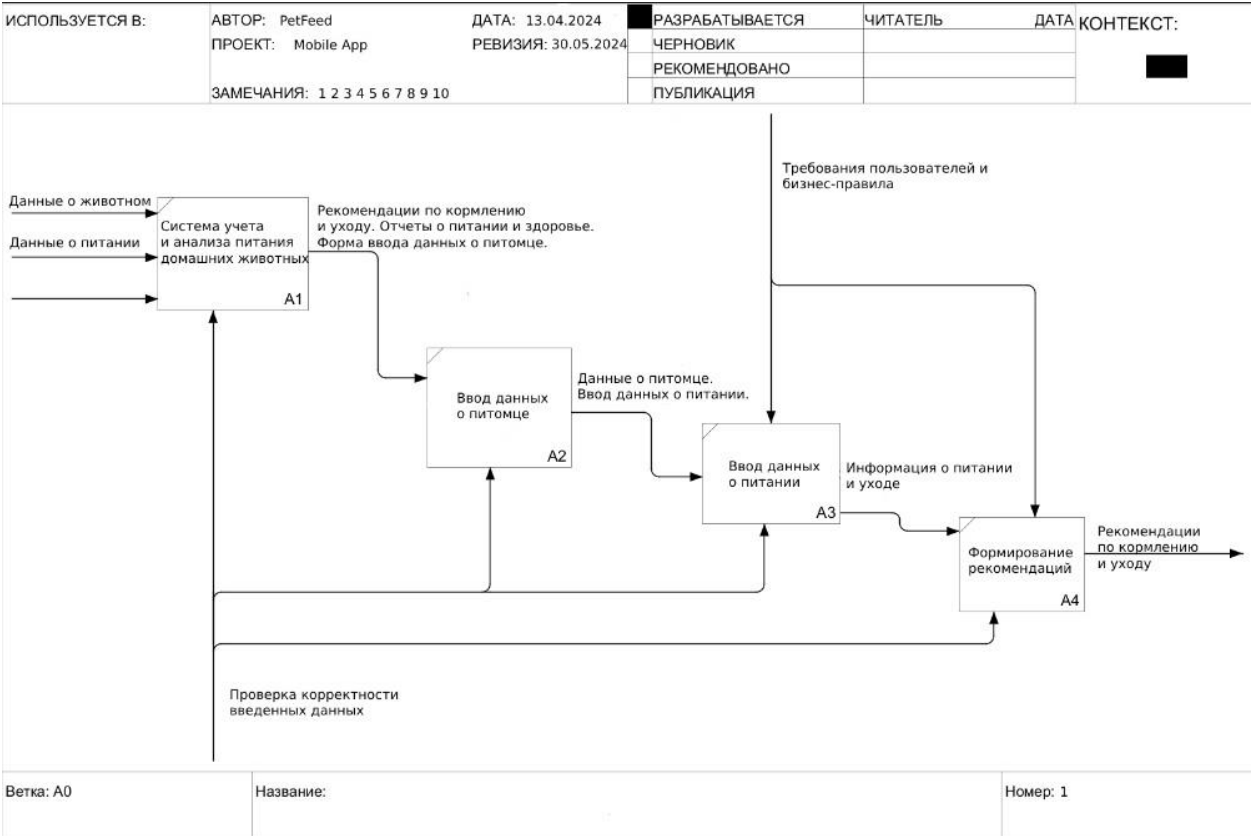 ИСПОЛЬЗУЕТСЯ В:
АВТОР: PetFeed
ДАТА: 13.04.2024
ПРОЕКТ: Mobile App
РЕВИЗИЯ: 30.05.2024
ЗАМЕЧАНИЯ: 1 2 3 4 5 6 7 8 9 10
РАЗРАБАТЫВАЕТСЯ
ЧЕРНОВИК
РЕКОМЕНДОВАНО
ПУБЛИКАЦИЯ
ЧИТАТЕЛЬ
ДАТА
КОНТЕКСТ:
Требования пользователей и
бизнес-правила
Данные о животном
Данные о питании
Система учета
и анализа питания
домашних животных
A1
Рекомендации по кормлению
и уходу. Отчеты о питании и здоровье.
Форма ввода данных о питомце.
Ввод данных
о питомце
A2
Данные о питомце.
Ввод данных о питании.
Ввод данных
о питании
A3
Информация о питании
и уходе
Формирование
рекомендаций
A4
Рекомендации
по кормлению
и уходу
Проверка корректности
введенных данных
Ветка: A0
Название:
Номер: 1